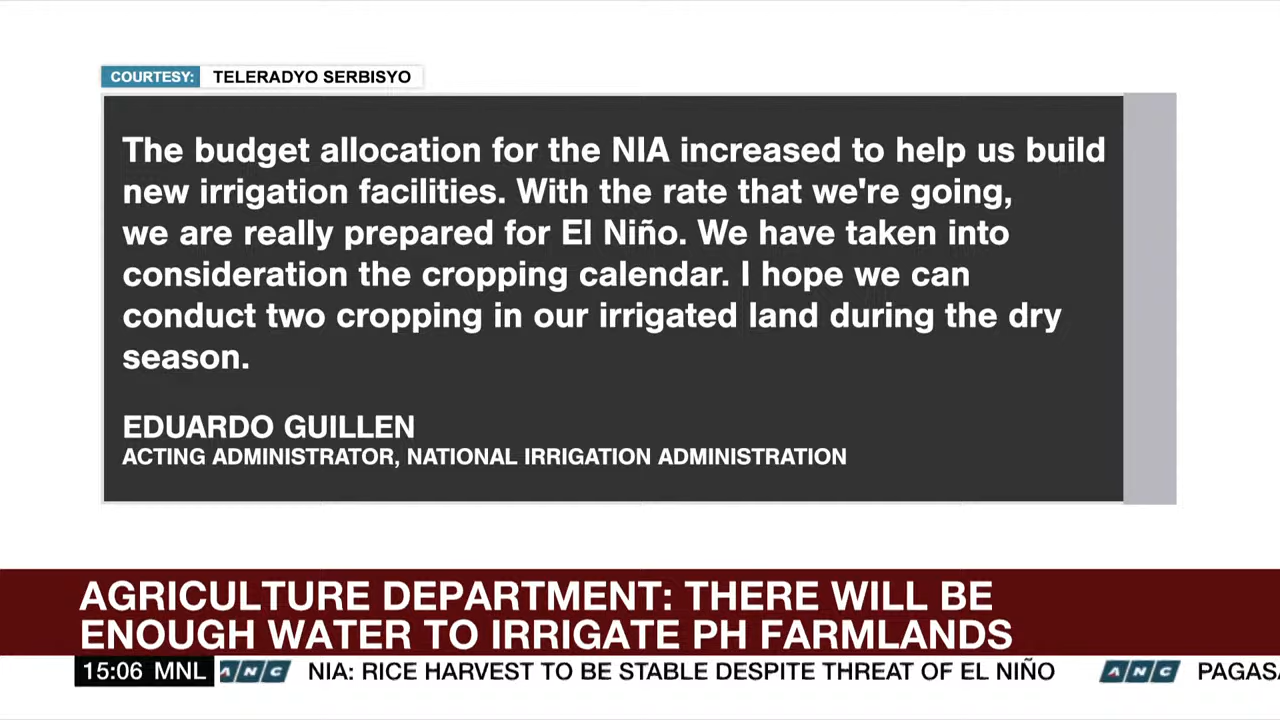 COURTESY: TELERADYO SERBISYO
The budget allocation for the NIA increased to help us build
new irrigation facilities. With the rate that we're going,
we are really prepared for El Niño. We have taken into
consideration the cropping calendar. I hope we can
conduct two cropping in our irrigated land during the dry
season.
EDUARDO GUILLEN
ACTING ADMINISTRATOR, NATIONAL IRRIGATION ADMINISTRATION
AGRICULTURE DEPARTMENT: THERE WILL BE
ENOUGH WATER TO IRRIGATE PH FARMLANDS
15:06 MNL ANC NIA: RICE HARVEST TO BE STABLE DESPITE THREAT OF EL NIÑO ANC